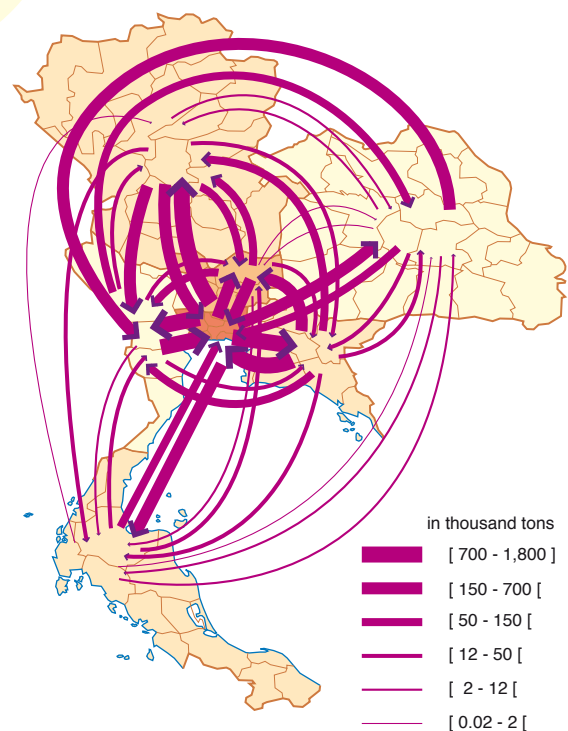 in thousand tons
[ 700 - 1,800 ]
[ 150 - 700 [
[ 50 - 150 [
[ 12 - 50 [
[ 2 - 12 [
[ 0.02 - 2 [